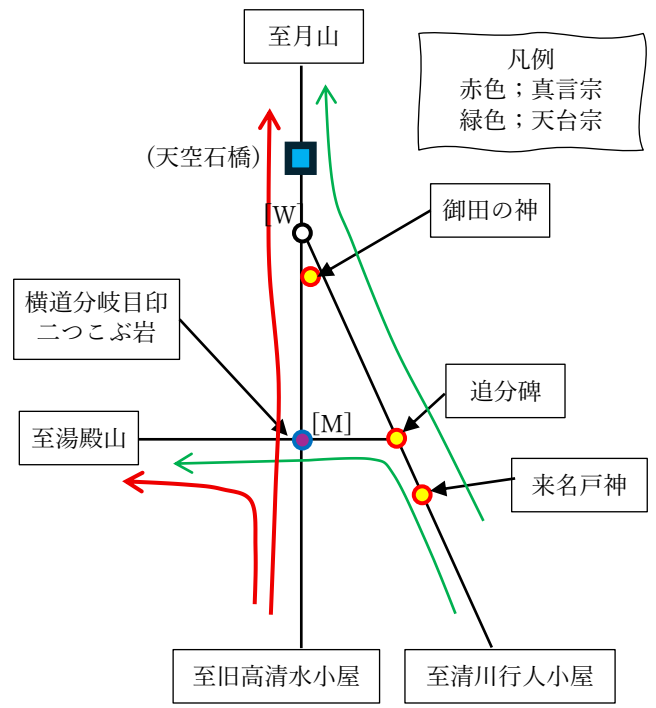 至月山
凡例
赤色；真言宗
緑色；天台宗
(天空石橋)
[W]
御田の神
横道分岐目印
二つこぶ岩
追分碑
[M]
至湯殿山
来名戸神
至旧高清水小屋
至清川行人小屋